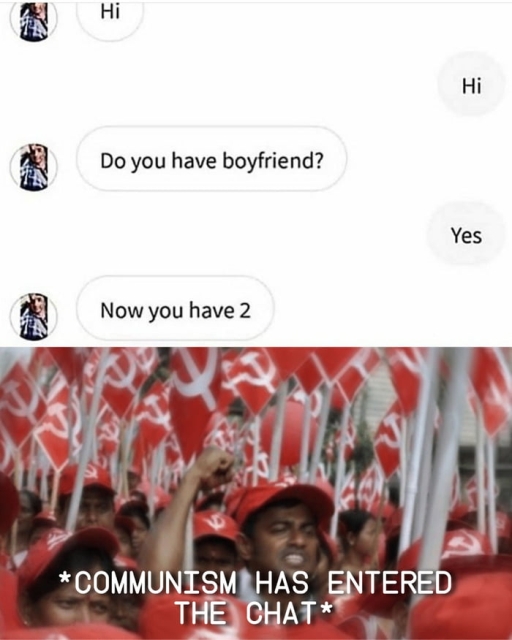 Hi
Hi
Do you have boyfriend?
Yes
Now you have 2
*COMMUNISM HAS ENTERED
THE CHAT*